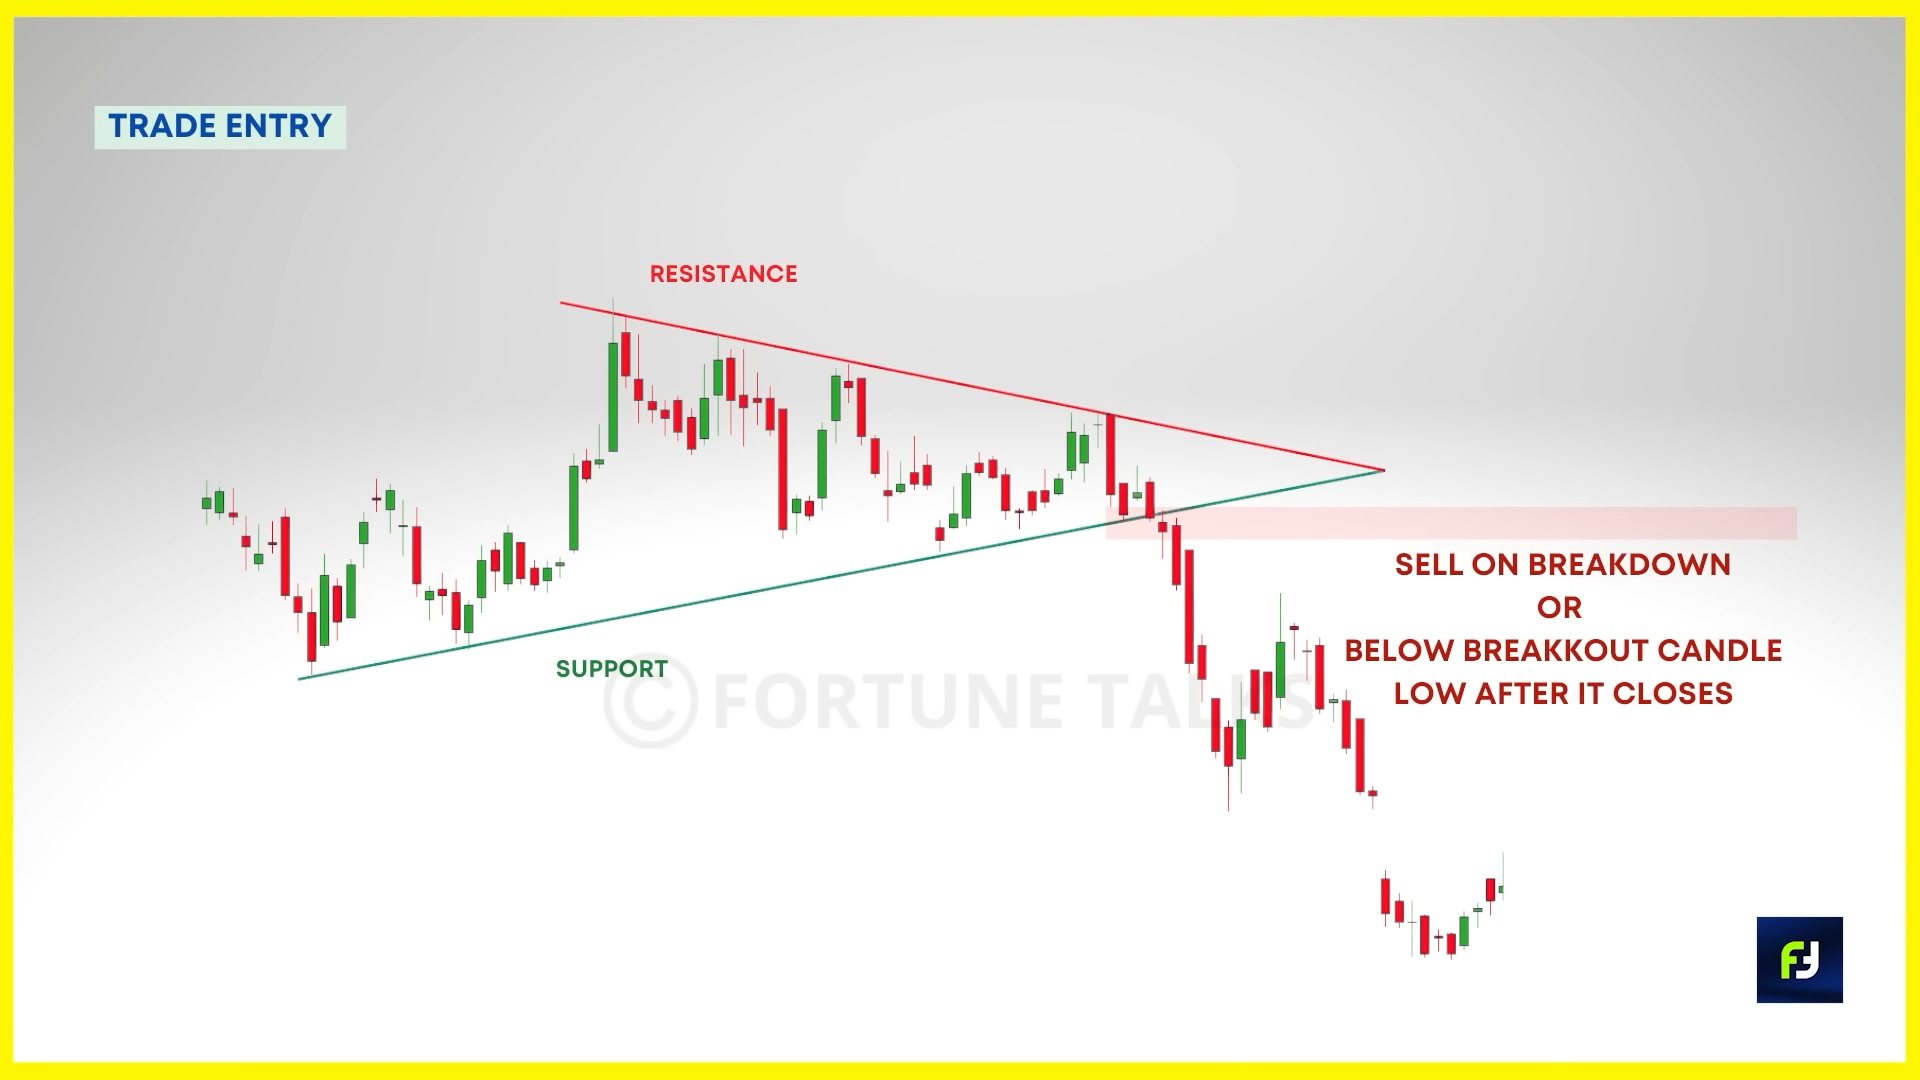 TRADE ENTRY
RESISTANCE
SELL ON BREAKDOWN
OR
BELOW BREAKKOUT CANDLE
LOW AFTER IT CLOSES
SUPPORT
© FORTUNE TALKS